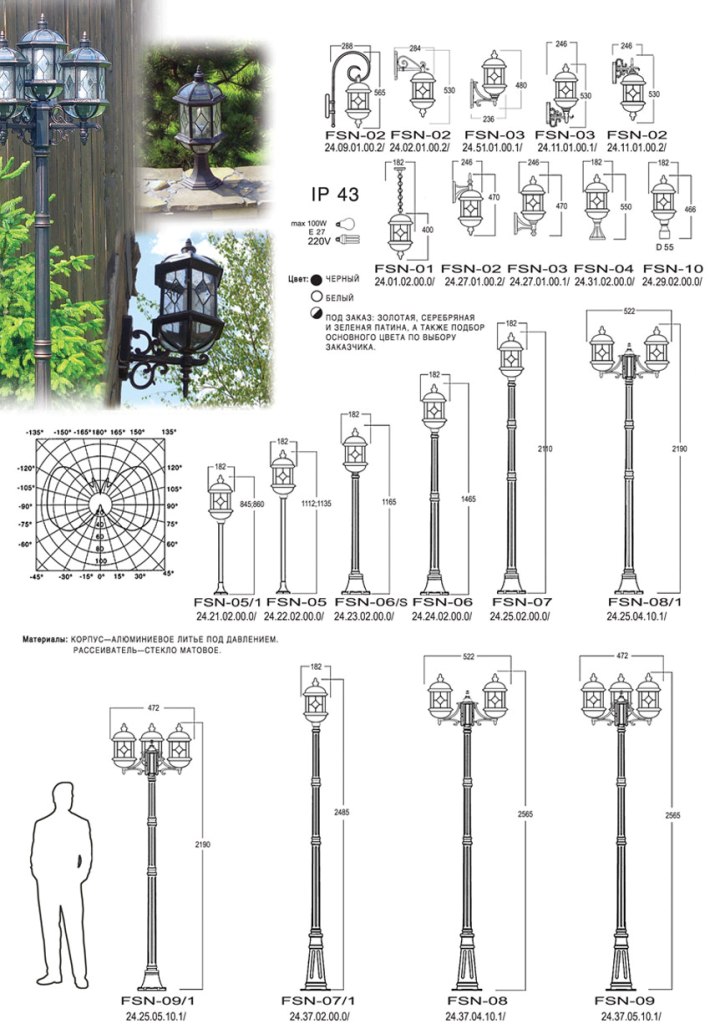 288
565
284
530
480
236
246
530
246
530
FSN-02 FSN-02 FSN-03 FSN-03 FSN-02
24.09.01.00.2/ 24.02.01.00.2/ 24.51.01.00.1/ 24.11.01.00.1/ 24.11.01.00.2/
IP 43
max 100W
E 27
220V
182
400
246
470
246
470
182
550
182
466
D 55
FSN-01 FSN-02 FSN-03 FSN-04 FSN-10
24.01.02.00.0/ 24.27.01.00.2/ 24.27.01.00.1/ 24.31.02.00.0/ 24.29.02.00.0/
Цвет: ЧЕРНЫЙ
БЕЛЫЙ
ПОД ЗАКАЗ: ЗОЛОТАЯ, СЕРЕБРЯНАЯ
И ЗЕЛЕНАЯ ПАТИНА, А ТАКЖЕ ПОДБОР
ОСНОВНОГО ЦВЕТА ПО ВЫБОРУ
ЗАКАЗЧИКА.
-135° -150° -165° 180° 165° 150° 135°
-120° 120°
-105° 105°
-90° 90°
-75° 75°
-60° 60°
40
60
80
100
-45° -30° -15° 0° 15° 30° 45°
182
845;860
182
1112;1135
182
1165
182
1465
182
2110
522
2190
FSN-05/1 FSN-05 FSN-06/S FSN-06 FSN-07 FSN-08/1
24.21.02.00.0/ 24.22.02.00.0/ 24.23.02.00.0/ 24.24.02.00.0/ 24.25.02.00.0/ 24.25.04.10.1/
Материалы: КОРПУС—АЛЮМИНИЕВОЕ ЛИТЬЕ ПОД ДАВЛЕНИЕМ.
РАССЕИВАТЕЛЬ—СТЕКЛО МАТОВОЕ.
472
2190
182
2485
522
2565
472
2565
FSN-09/1 FSN-07/1 FSN-08 FSN-09
24.25.05.10.1/ 24.37.02.00.0/ 24.37.04.10.1/ 24.37.05.10.1/